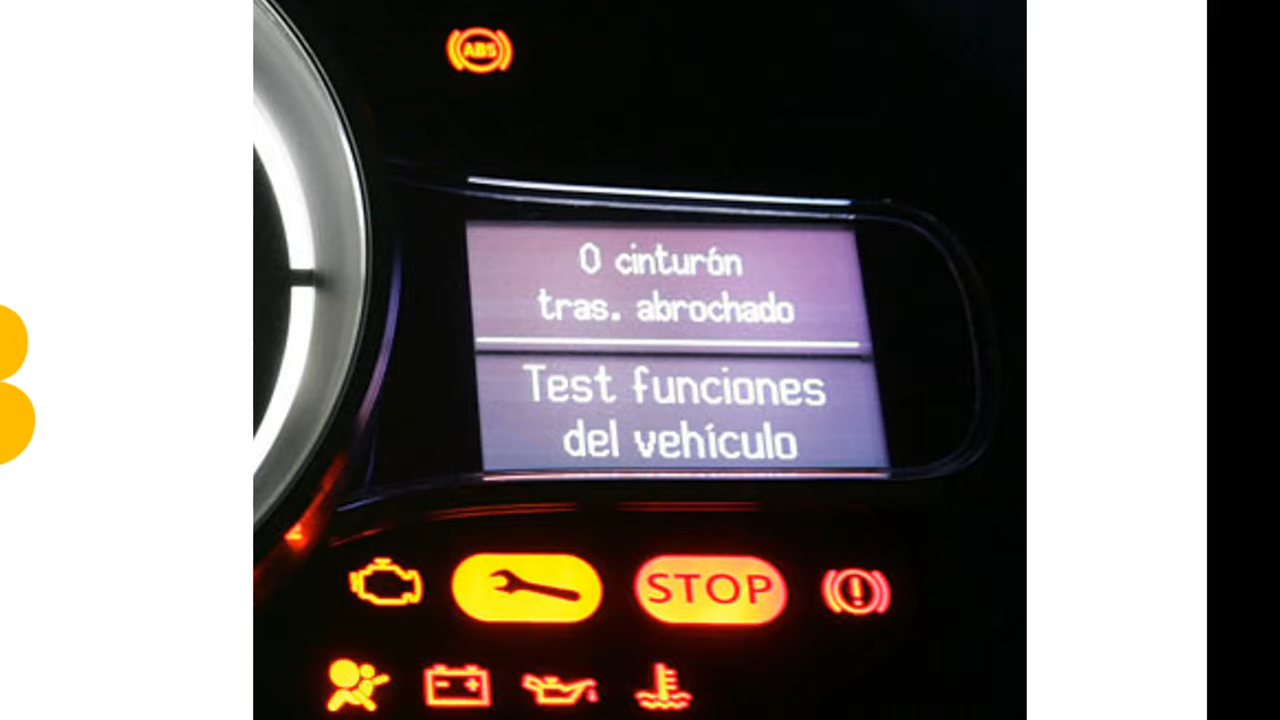 ABS
0 cinturón
tras. abrochado
Test funciones
del vehículo
STOP